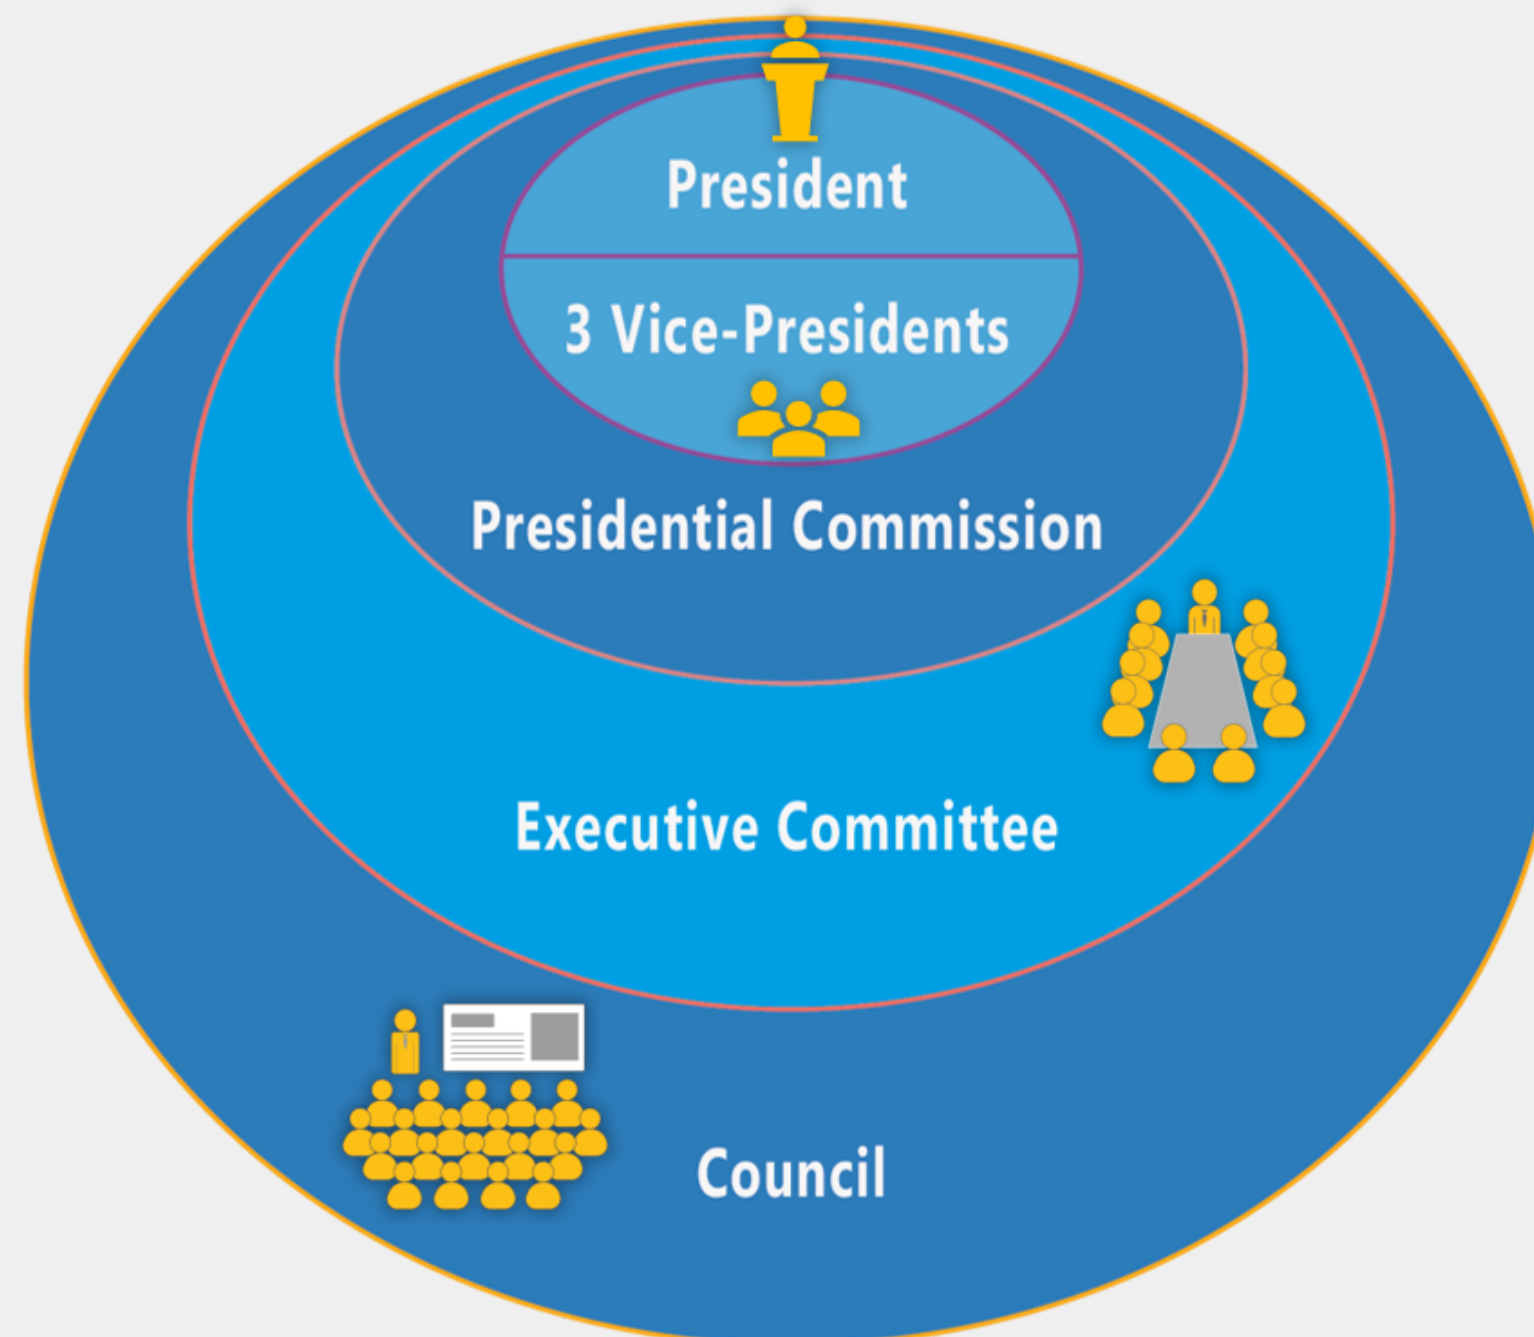 President
3 Vice-Presidents
Presidential Commission
Executive Committee
Council